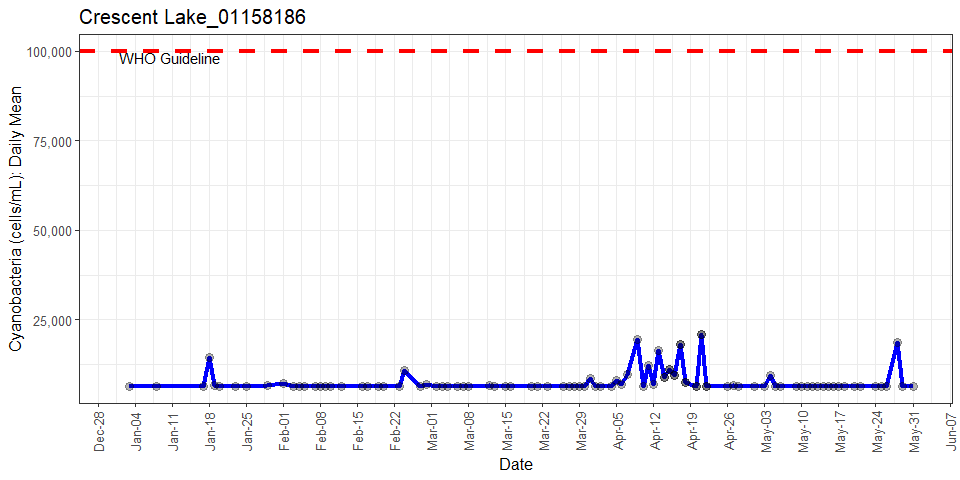 Crescent Lake_01158186
Cyanobacteria (cells/mL): Daily Mean
100,000
75,000
50,000
25,000
WHO Guideline
Dec-28
Jan-04
Jan-11
Jan-18
Jan-25
Feb-01
Feb-08
Feb-15
Feb-22
Mar-01
Mar-08
Mar-15
Mar-22
Mar-29
Apr-05
Apr-12
Apr-19
Apr-26
May-03
May-10
May-17
May-24
May-31
Jun-07
Date